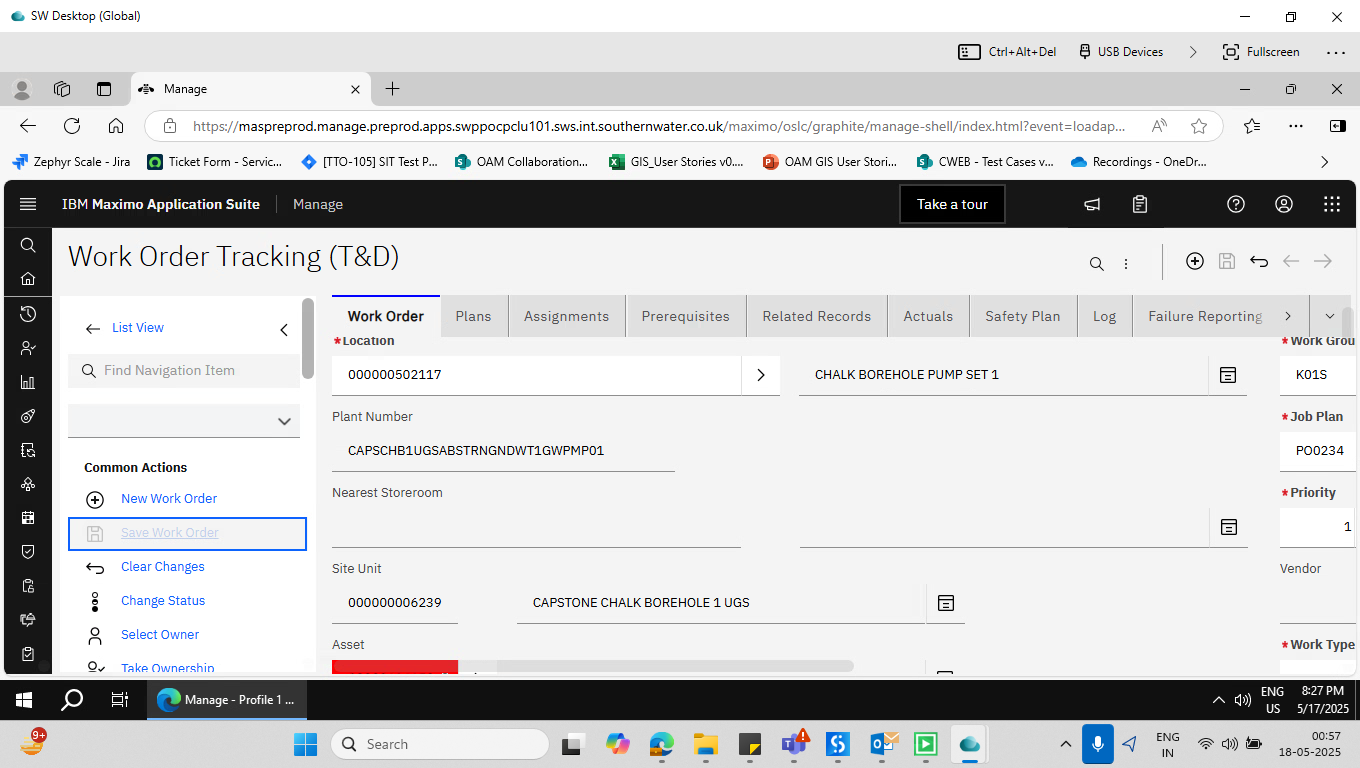 SW Desktop (Global)
Ctrl+Alt+Del
USB Devices
Fullscreen
Manage
https://maspreprod.manage.preprod.apps.swppocpclu101.sws.int.southernwater.co.uk/maximo/oslc/graphite/manage-shell/index.html?event=loadap...
Zephyr Scale - Jira
Ticket Form - Servic...
[TTO-105] SIT Test P...
OAM Collaboration...
GIS_User Stories v0....
OAM GIS User Stori...
CWEB - Test Cases v...
Recordings - OneDr...
IBM Maximo Application Suite
Manage
Take a tour
Work Order Tracking (T&D)
List View
Find Navigation Item
Common Actions
New Work Order
Save Work Order
Clear Changes
Change Status
Select Owner
Take Ownership
Work Order
Plans
Assignments
Prerequisites
Related Records
Actuals
Safety Plan
Log
Failure Reporting
*Location
000000502117
CHALK BOREHOLE PUMP SET 1
Plant Number
CAPSCHB1UGSABSTRNGNDWT1GWPMP01
Nearest Storeroom
Site Unit
000000006239
CAPSTONE CHALK BOREHOLE 1 UGS
Asset
*Work Grou
K01S
*Job Plan
PO0234
*Priority
1
Vendor
*Work Type
Manage - Profile 1 ...
ENG
US
8:27 PM
5/17/2025
9+
Search
ENG
IN
00:57
18-05-2025